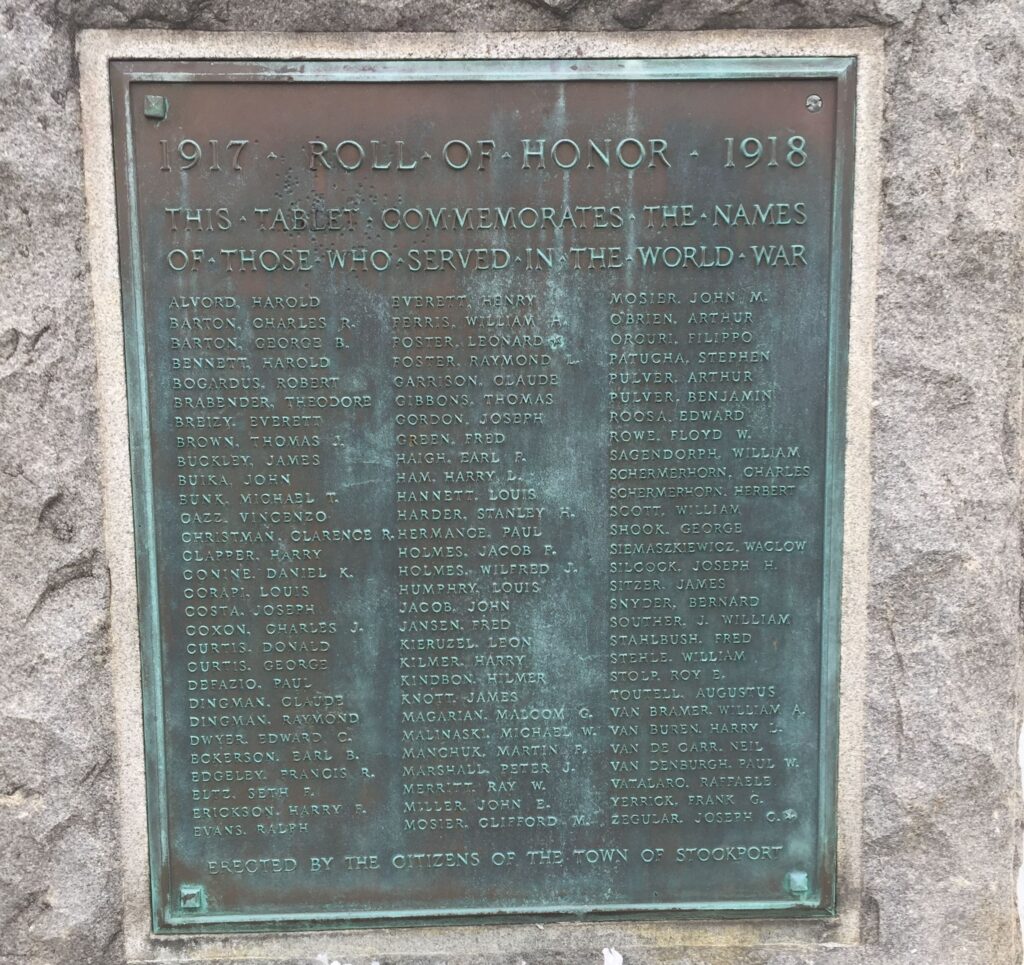 1917 · ROLL · OF · HONOR · 1918
THIS · TABLET · COMMEMORATES · THE · NAMES
OF · THOSE · WHO · SERVED · IN · THE · WORLD · WAR
ALVORD, HAROLD
BARTON, CHARLES R.
BARTON, GEORGE B.
BENNETT, HAROLD
BOGARDUS, ROBERT
BRABENDER, THEODORE
BREIZY, EVERETT
BROWN, THOMAS J.
BUCKLEY, JAMES
BUIKA, JOHN
BUNK, MICHAEL T.
CAZZ, VINCENZO
CHRISTMAN, CLARENCE R.
CLAPPER, HARRY
CONINE, DANIEL K.
CORAPI, LOUIS
COSTA, JOSEPH
COXON, CHARLES J.
CURTIS, DONALD
CURTIS, GEORGE
DEFAZIO, PAUL
DINGMAN, CLAUDE
DINGMAN, RAYMOND
DWYER, EDWARD C.
ECKERSON, EARL B.
EDGELEY, FRANCIS R.
ELTZ, SETH F.
ERICKSON, HARRY F.
EVANS, RALPH
EVERETT, HENRY
FERRIS, WILLIAM H.
FOSTER, LEONARD
FOSTER, RAYMOND L.
GARRISON, CLAUDE
GIBBONS, THOMAS
GORDON, JOSEPH
GREEN, FRED
HAIGH, EARL F.
HAM, HARRY L.
HANNETT, LOUIS
HARDER, STANLEY H.
HERMANCE, PAUL
HOLMES, JACOB F.
HOLMES, WILFRED J.
HUMPHRY, LOUIS
JACOB, JOHN
JANSEN, FRED
KIERUZEL, LEON
KILMER, HARRY
KINDBON, HILMER
KNOTT, JAMES
MAGARIAN, MALCOM G.
MALINASKI, MICHAEL W.
MANCHUK, MARTIN P.
MARSHALL, PETER J.
MERRITT, RAY W.
MILLER, JOHN E.
MOSIER, CLIFFORD M.
MOSIER, JOHN M.
O'BRIEN, ARTHUR
OROURI, FILIPPO
PATUCHA, STEPHEN
PULVER, ARTHUR
PULVER, BENJAMIN
ROOSA, EDWARD
ROWE, FLOYD W.
SAGENDORPH, WILLIAM
SCHERMERHORN, CHARLES
SCHERMERHORN, HERBERT
SCOTT, WILLIAM
SHOOK, GEORGE
SIEMASZKIEWICZ, WACLOW
SILCOCK, JOSEPH H.
SITZER, JAMES
SNYDER, BERNARD
SOUTHER, J. WILLIAM
STAHLBUSH, FRED
STEHLE, WILLIAM
STOLP, ROY E.
TOUTELL, AUGUSTUS
VAN BRAMER, WILLIAM A.
VAN BUREN, HARRY L.
VAN DE CARR, NEIL
VAN DENBURGH, PAUL W.
VATALARO, RAFFAELE
YERRICK, FRANK G.
ZEGULAR, JOSEPH C.
ERECTED BY THE CITIZENS OF THE TOWN OF STOCKPORT